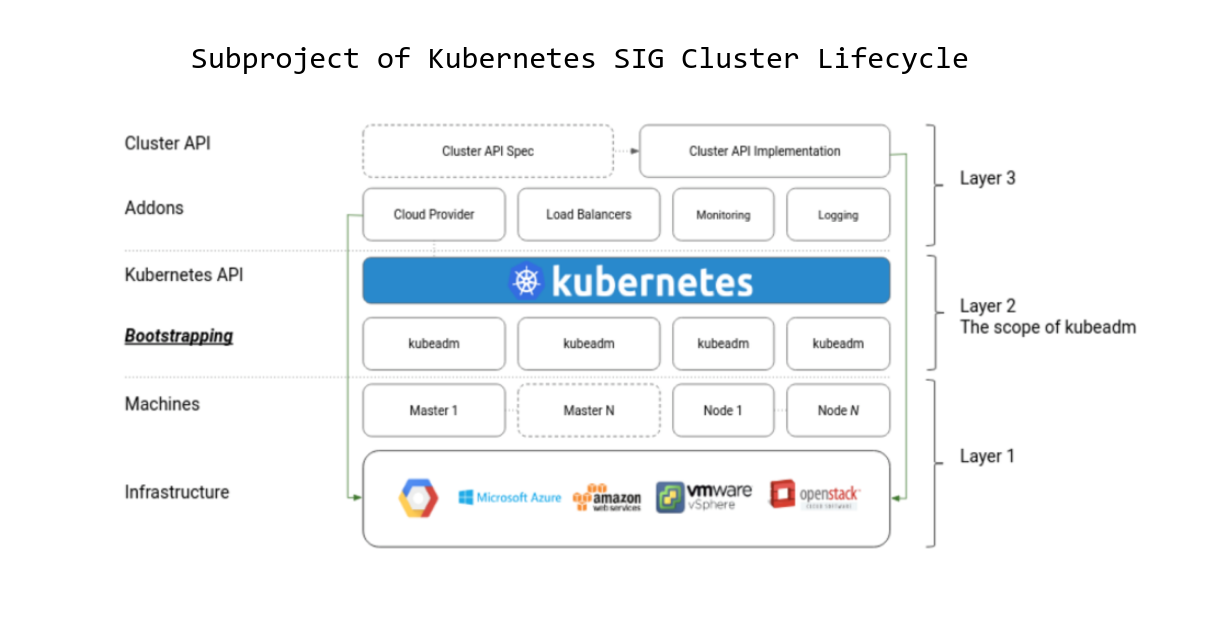 Subproject of Kubernetes SIG Cluster Lifecycle
Cluster API
Cluster API Spec
Cluster API Implementation
Layer 3
Addons
Cloud Provider
Load Balancers
Monitoring
Logging
Kubernetes API
kubernetes
Layer 2
The scope of kubeadm
Bootstrapping
kubeadm
kubeadm
kubeadm
kubeadm
Machines
Master 1
Master N
Node 1
Node N
Layer 1
Infrastructure
Microsoft Azure
amazon
web services
vmware
vSphere
openstack